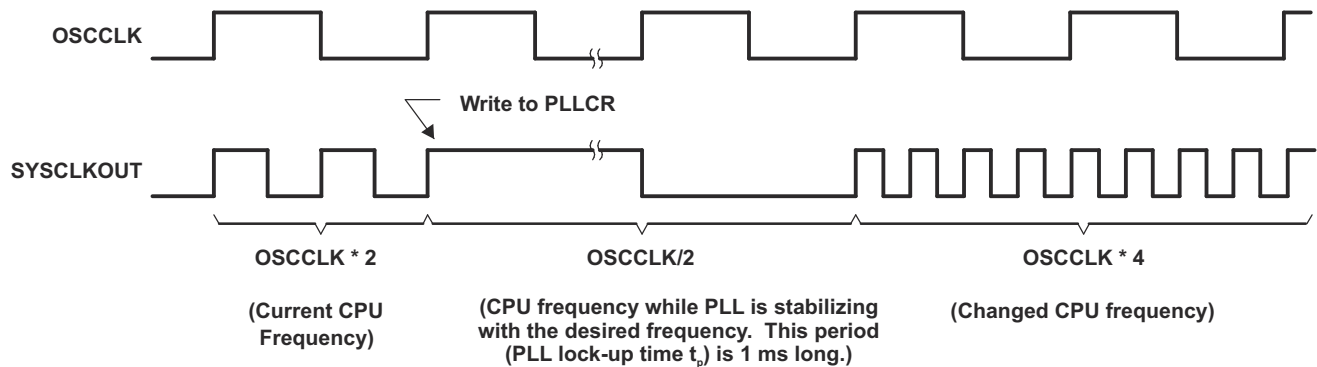 OSCCLK
Write to PLLCR
SYSCLKOUT
OSCCLK * 2
(Current CPU
Frequency)
OSCCLK/2
(CPU frequency while PLL is stabilizing
with the desired frequency. This period
(PLL lock-up time tp) is 1 ms long.)
OSCCLK * 4
(Changed CPU frequency)